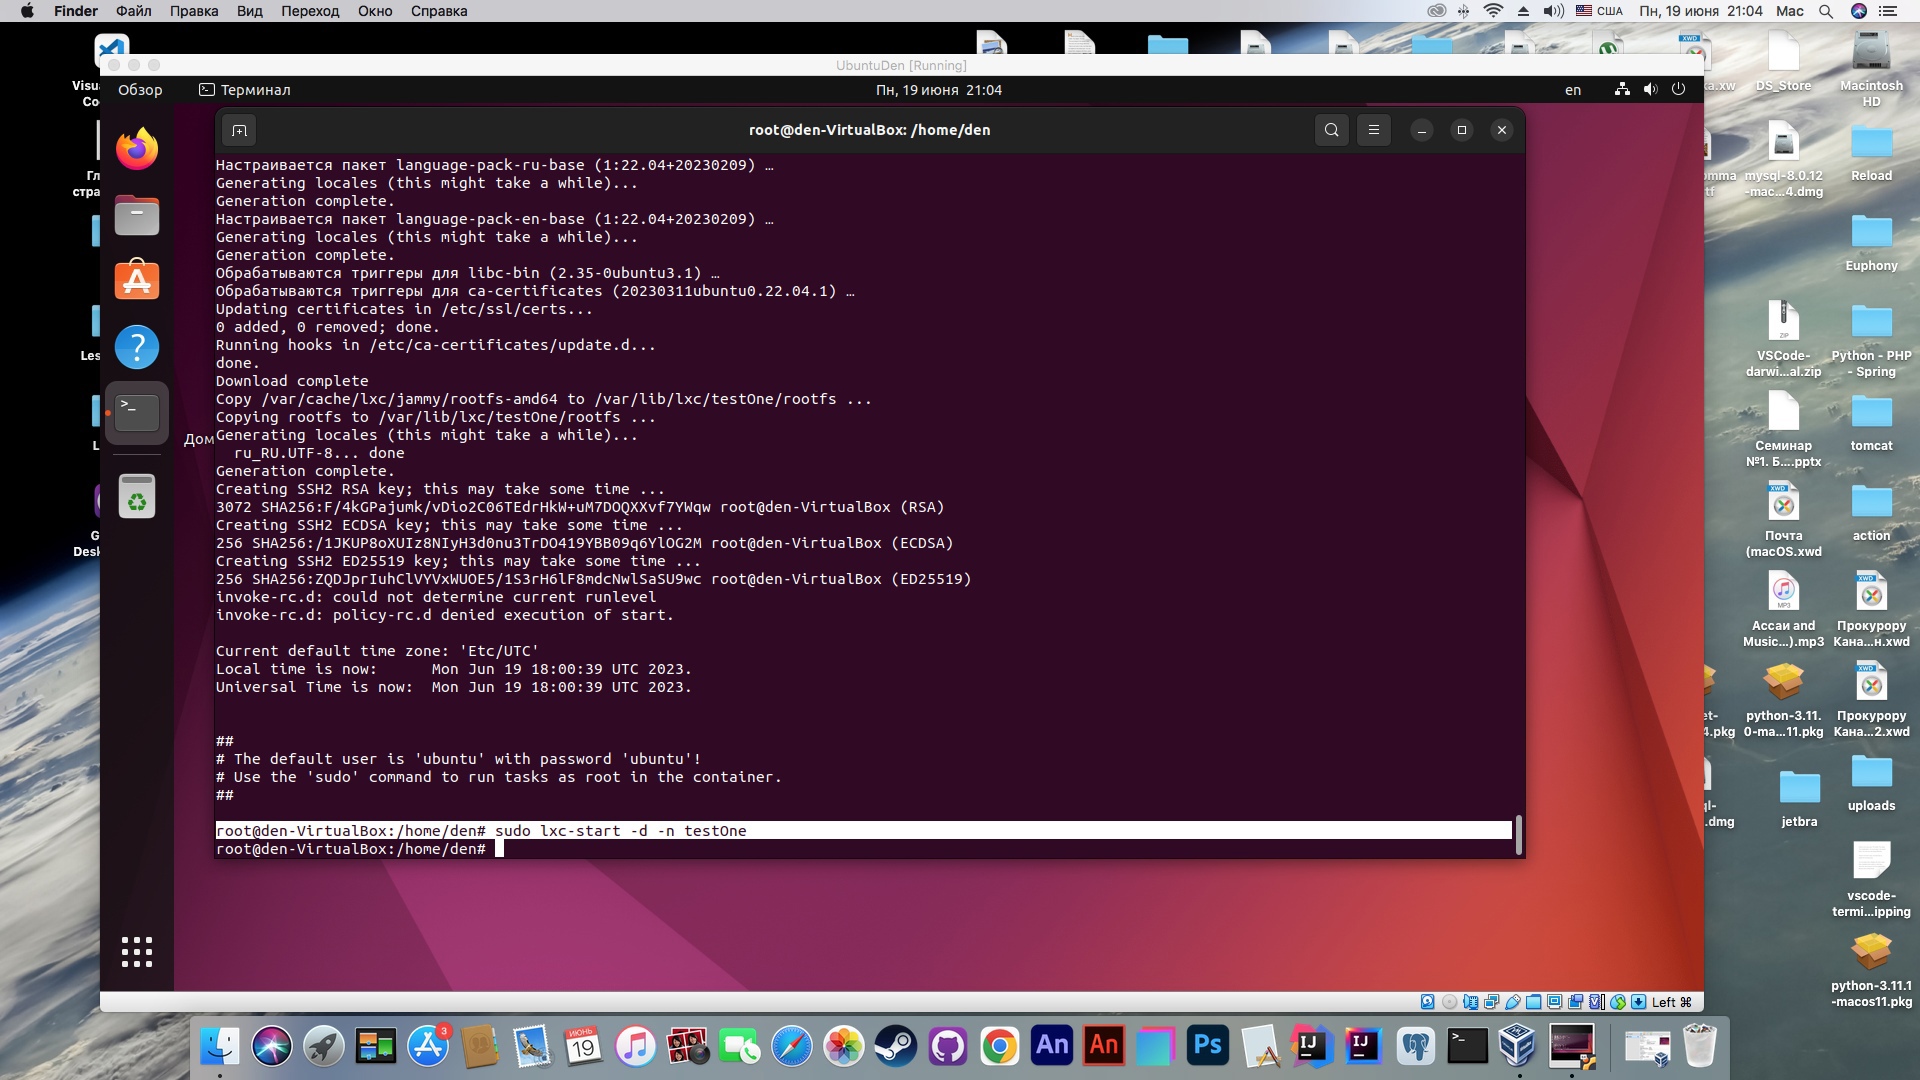 Finder Файл Правка Вид Переход Окно Справка США Пн, 19 июня 21:04 Mac
UbuntuDen [Running]
Обзор Терминал Пн, 19 июня 21:04 en
root@den-VirtualBox: /home/den
Настраивается пакет language-pack-ru-base (1:22.04+20230209) …
Generating locales (this might take a while)...
Generation complete.
Настраивается пакет language-pack-en-base (1:22.04+20230209) …
Generating locales (this might take a while)...
Generation complete.
Обрабатываются триггеры для libc-bin (2.35-0ubuntu3.1) …
Обрабатываются триггеры для ca-certificates (20230311ubuntu0.22.04.1) …
Updating certificates in /etc/ssl/certs...
0 added, 0 removed; done.
Running hooks in /etc/ca-certificates/update.d...
done.
Download complete
Copy /var/cache/lxc/jammy/rootfs-amd64 to /var/lib/lxc/testOne/rootfs ...
Copying rootfs to /var/lib/lxc/testOne/rootfs ...
Generating locales (this might take a while)...
ru_RU.UTF-8... done
Generation complete.
Creating SSH2 RSA key; this may take some time ...
3072 SHA256:F/4kGPajumk/vDio2C06TEdrHkW+uM7DOQXXvf7YWqw root@den-VirtualBox (RSA)
Creating SSH2 ECDSA key; this may take some time ...
256 SHA256:/1JKUP8oXUIz8NIyH3d0nu3TrDO419YBB09q6YlOG2M root@den-VirtualBox (ECDSA)
Creating SSH2 ED25519 key; this may take some time ...
256 SHA256:ZQDJprIuhClVYVxWUOE5/1S3rH6lF8mdcNwlSaSU9wc root@den-VirtualBox (ED25519)
invoke-rc.d: could not determine current runlevel
invoke-rc.d: policy-rc.d denied execution of start.
Current default time zone: 'Etc/UTC'
Local time is now: Mon Jun 19 18:00:39 UTC 2023.
Universal Time is now: Mon Jun 19 18:00:39 UTC 2023.
##
# The default user is 'ubuntu' with password 'ubuntu'!
# Use the 'sudo' command to run tasks as root in the container.
##
root@den-VirtualBox:/home/den# sudo lxc-start -d -n testOne
root@den-VirtualBox:/home/den#
Left ⌘
Дом
DS_Store
Macintosh
HD
mysql-8.0.12
-mac...4.dmg
Reload
Euphony
VSCode-
darwi...al.zip
Python - PHP
- Spring
Семинар
№1. Б....pptx
tomcat
Почта
(macOS.xwd
action
Ассаи and
Music...).mp3
Прокурору
Кана...н.xwd
python-3.11.
0-ma...11.pkg
Прокурору
Кана...2.xwd
jetbra
uploads
vscode-
termi...ipping
python-3.11.1
-macos11.pkg
3
ИЮНЬ
19
An An Ps IJ IJ